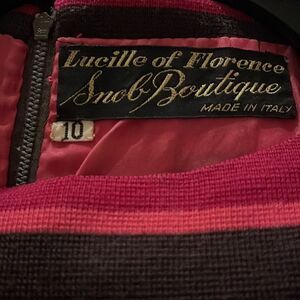 Lucille of Florence
Snob Boutique
MADE IN ITALY
10